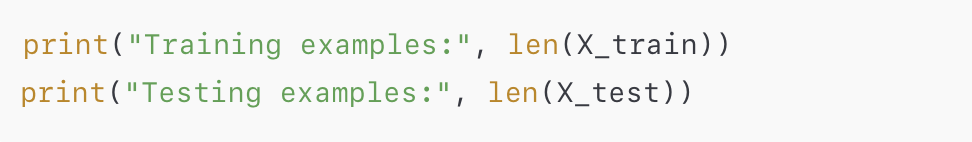 print("Training examples:", len(X_train))
print("Testing examples:", len(X_test))